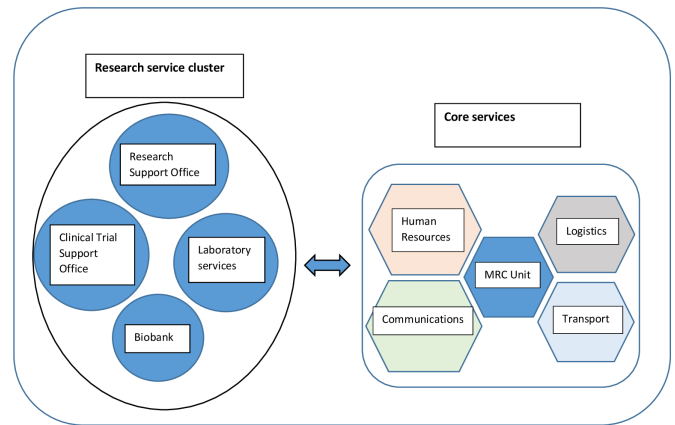 Research service cluster
Research
Support Office
Clinical Trial
Support
Office
Laboratory
services
Biobank
Core services
Human
Resources
Logistics
MRC Unit
Communications
Transport